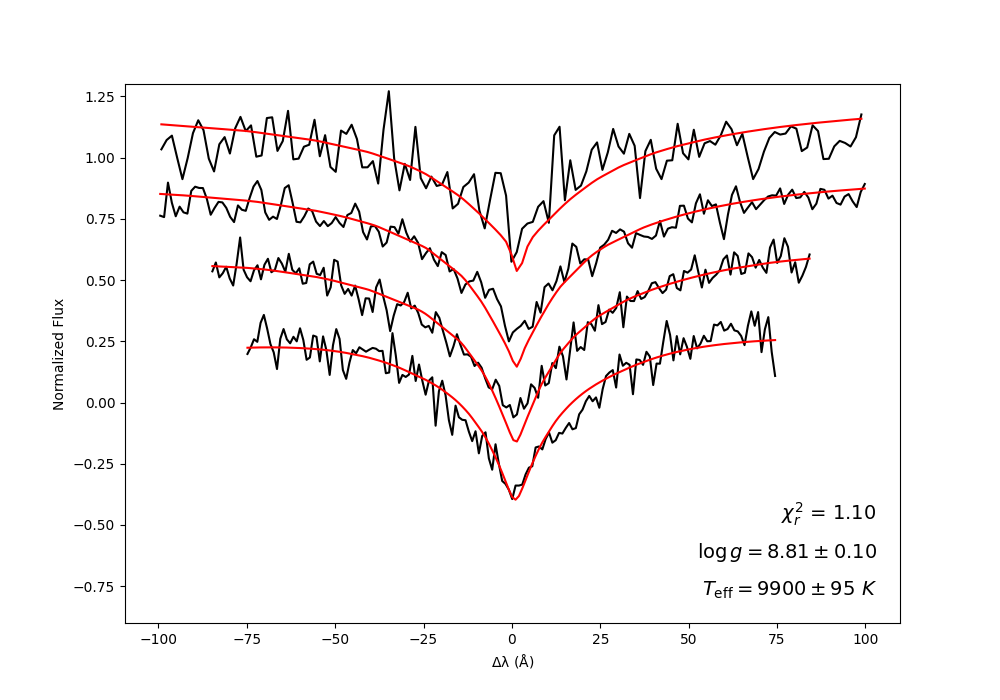 1.25
1.00
0.75
0.50
0.25
0.00
−0.25
−0.50
−0.75
Normalized Flux
χ²ᵣ = 1.10
log g = 8.81 ± 0.10
T_eff = 9900 ± 95 K
−100 −75 −50 −25 0 25 50 75 100
Δλ (Å)